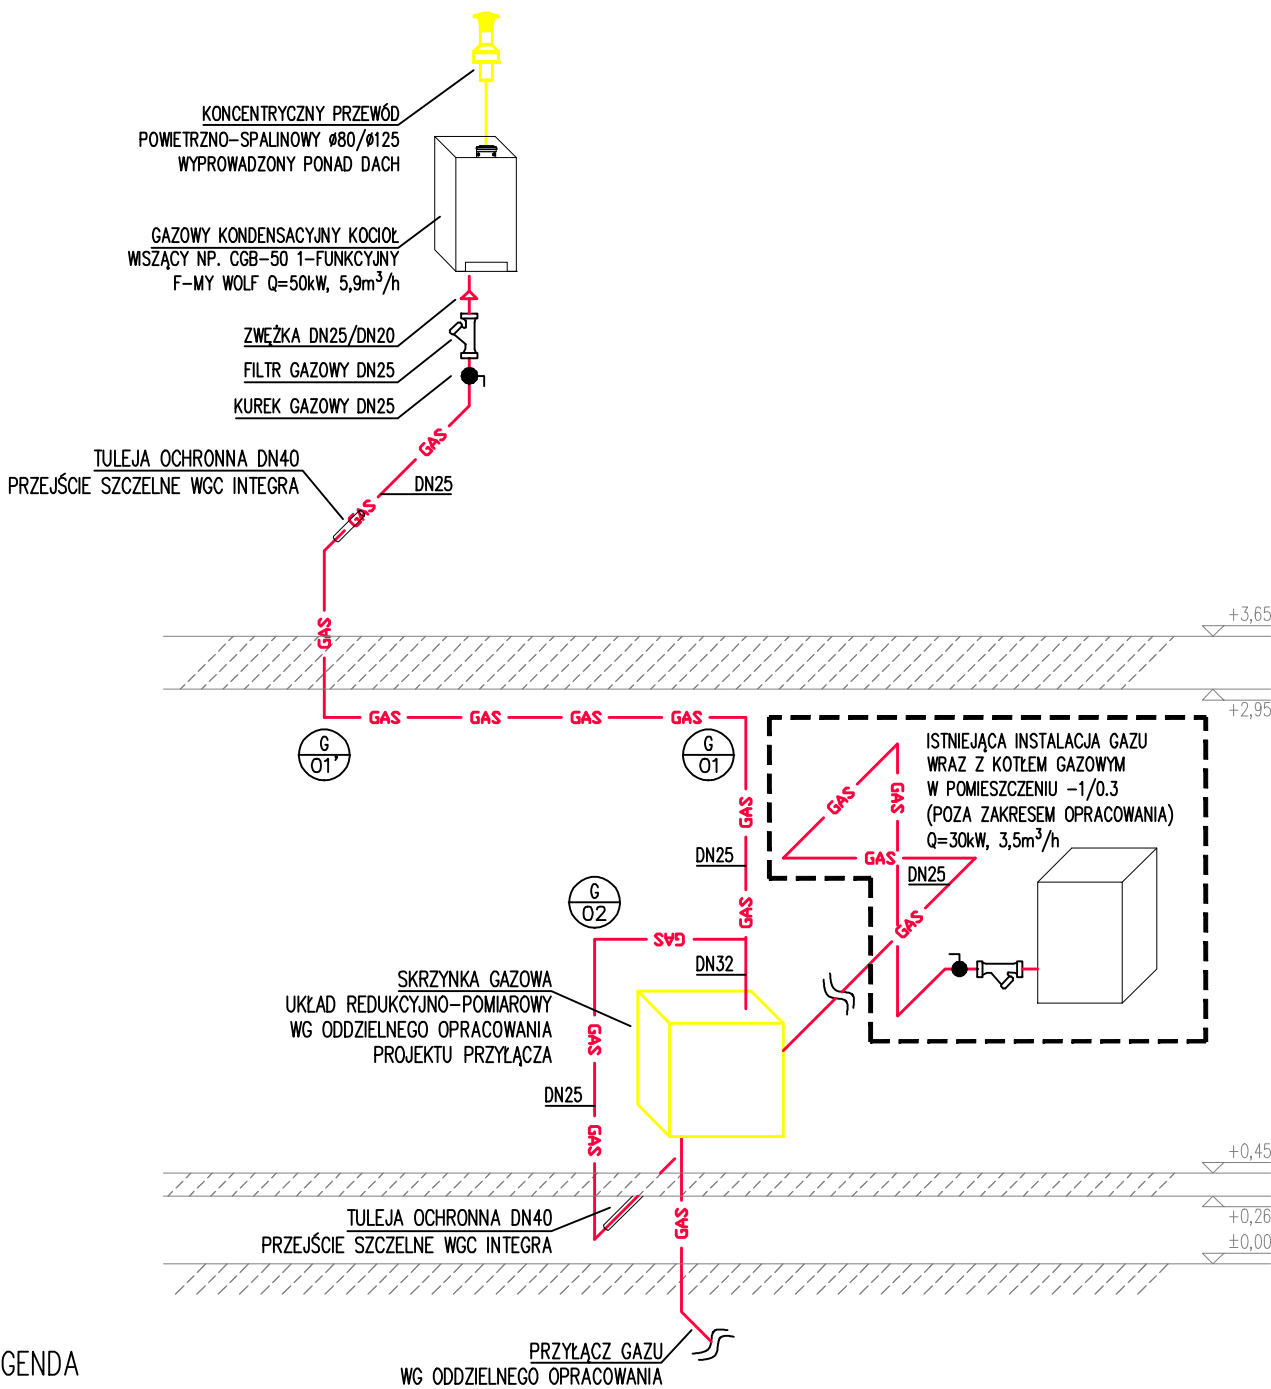 KONCENTRYCZNY PRZEWÓD
POWIETRZNO-SPALINOWY ø80/ø125
WYPROWADZONY PONAD DACH
GAZOWY KONDENSACYJNY KOCIOŁ
WISZĄCY NP. CGB-50 1-FUNKCYJNY
F-MY WOLF Q=50kW, 5,9m³/h
ZWĘŻKA DN25/DN20
FILTR GAZOWY DN25
KUREK GAZOWY DN25
GAS
TULEJA OCHRONNA DN40
PRZEJŚCIE SZCZELNE WGC INTEGRA
DN25
GAS
+3,65
GAS
+2,95
GAS GAS GAS GAS
G
01'
G
01
ISTNIEJĄCA INSTALACJA GAZU
WRAZ Z KOTŁEM GAZOWYM
W POMIESZCZENIU -1/0.3
(POZA ZAKRESEM OPRACOWANIA)
Q=30kW, 3,5m³/h
GAS
GAS
GAS
GAS
DN25
GAS
DN25
G
02
GAS
GAS
GAS
DN32
SKRZYNKA GAZOWA
UKŁAD REDUKCYJNO-POMIAROWY
WG ODDZIELNEGO OPRACOWANIA
PROJEKTU PRZYŁĄCZA
GAS
DN25
GAS
+0,45
TULEJA OCHRONNA DN40
PRZEJŚCIE SZCZELNE WGC INTEGRA
GAS
+0,26
±0,00
PRZYŁĄCZ GAZU
WG ODDZIELNEGO OPRACOWANIA
GENDA